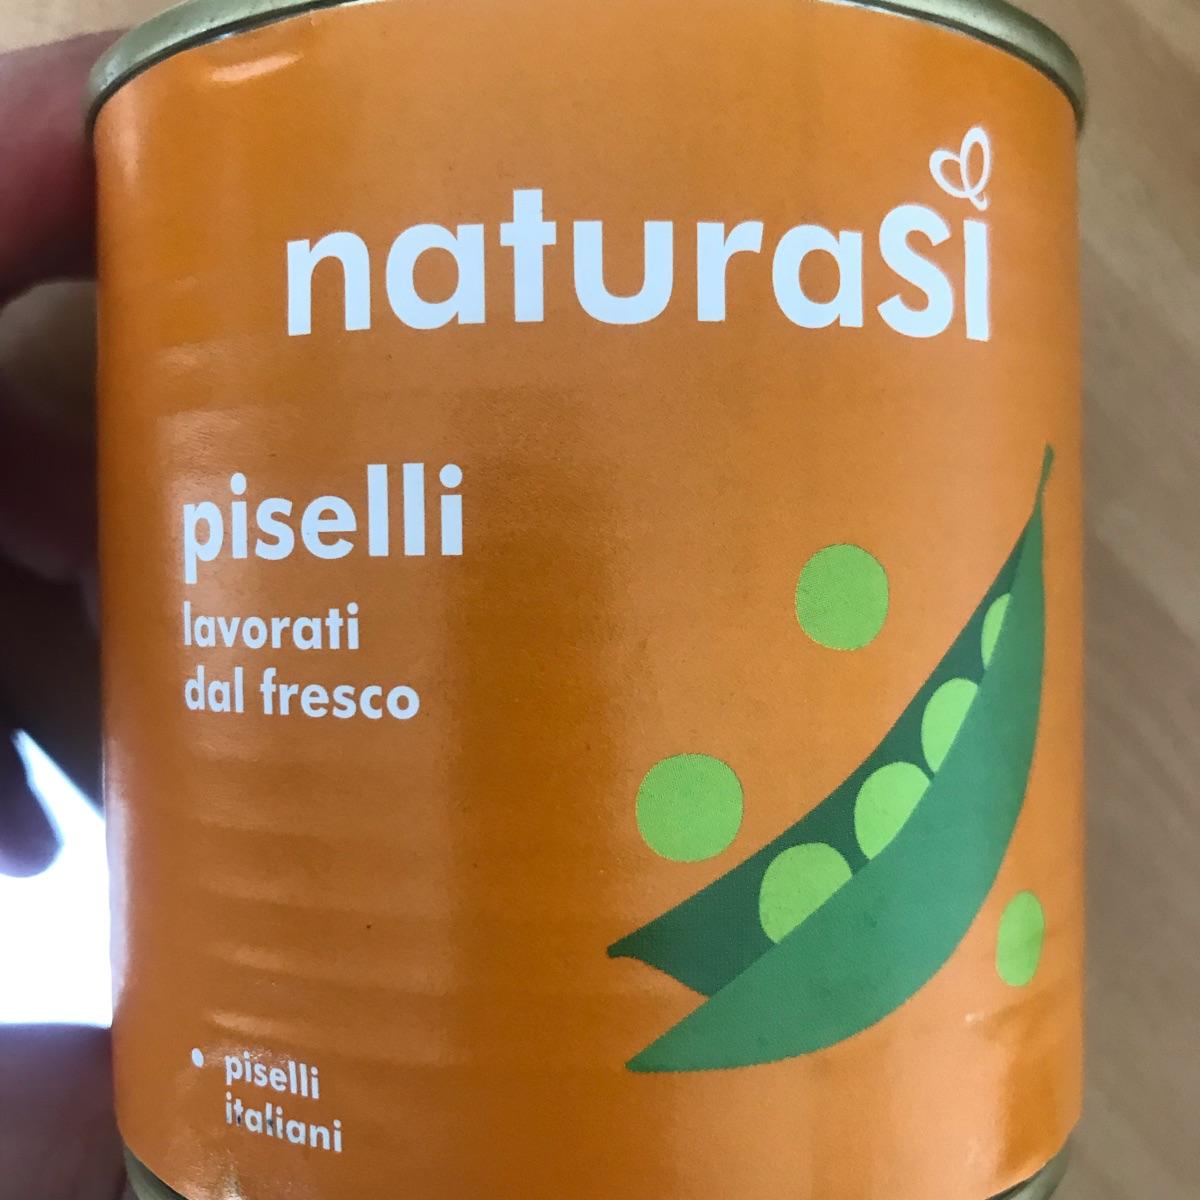 naturaSì
piselli
lavorati
dal fresco
• piselli
italiani